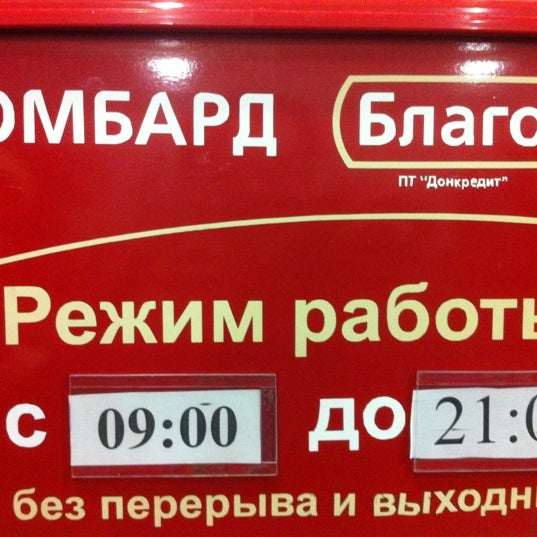 ОМБАРД Благо
ПТ "Донкредит"
Режим работы
с 09:00 до 21:0
без перерыва и выходн